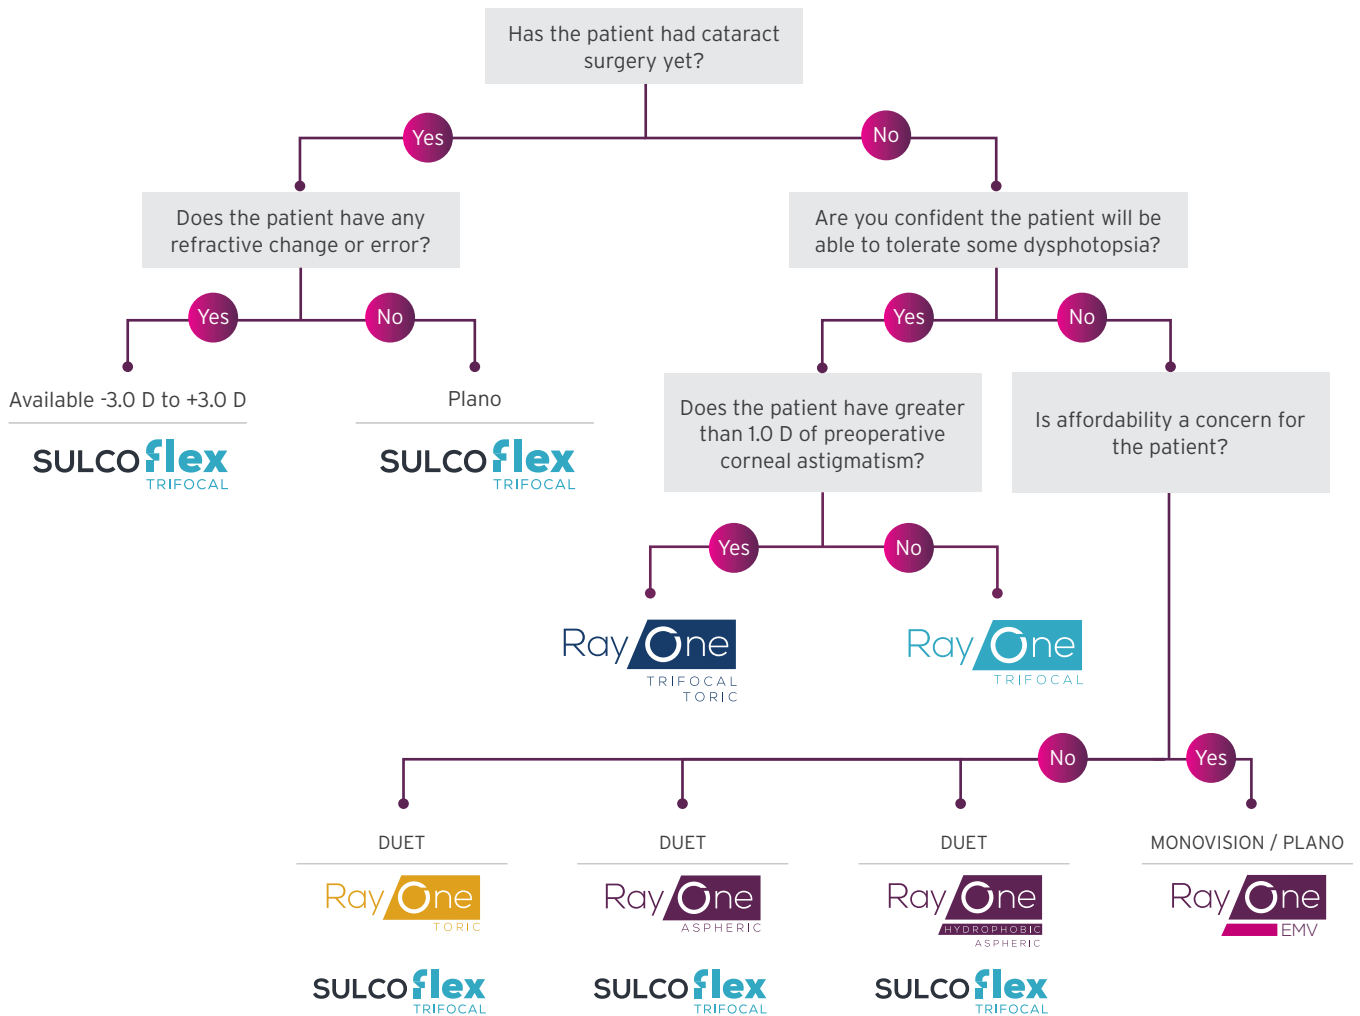 Has the patient had cataract
surgery yet?
Yes
No
Does the patient have any
refractive change or error?
Are you confident the patient will be
able to tolerate some dysphotopsia?
Yes
No
Yes
No
Available -3.0 D to +3.0 D
SULCOflex
TRIFOCAL
Plano
SULCOflex
TRIFOCAL
Does the patient have greater
than 1.0 D of preoperative
corneal astigmatism?
Is affordability a concern for
the patient?
Yes
No
RayOne
TRIFOCAL
TORIC
RayOne
TRIFOCAL
No
Yes
DUET
RayOne
TORIC
SULCOflex
TRIFOCAL
DUET
RayOne
ASPHERIC
SULCOflex
TRIFOCAL
DUET
RayOne
HYDROPHOBIC
ASPHERIC
SULCOflex
TRIFOCAL
MONOVISION / PLANO
RayOne
EMV